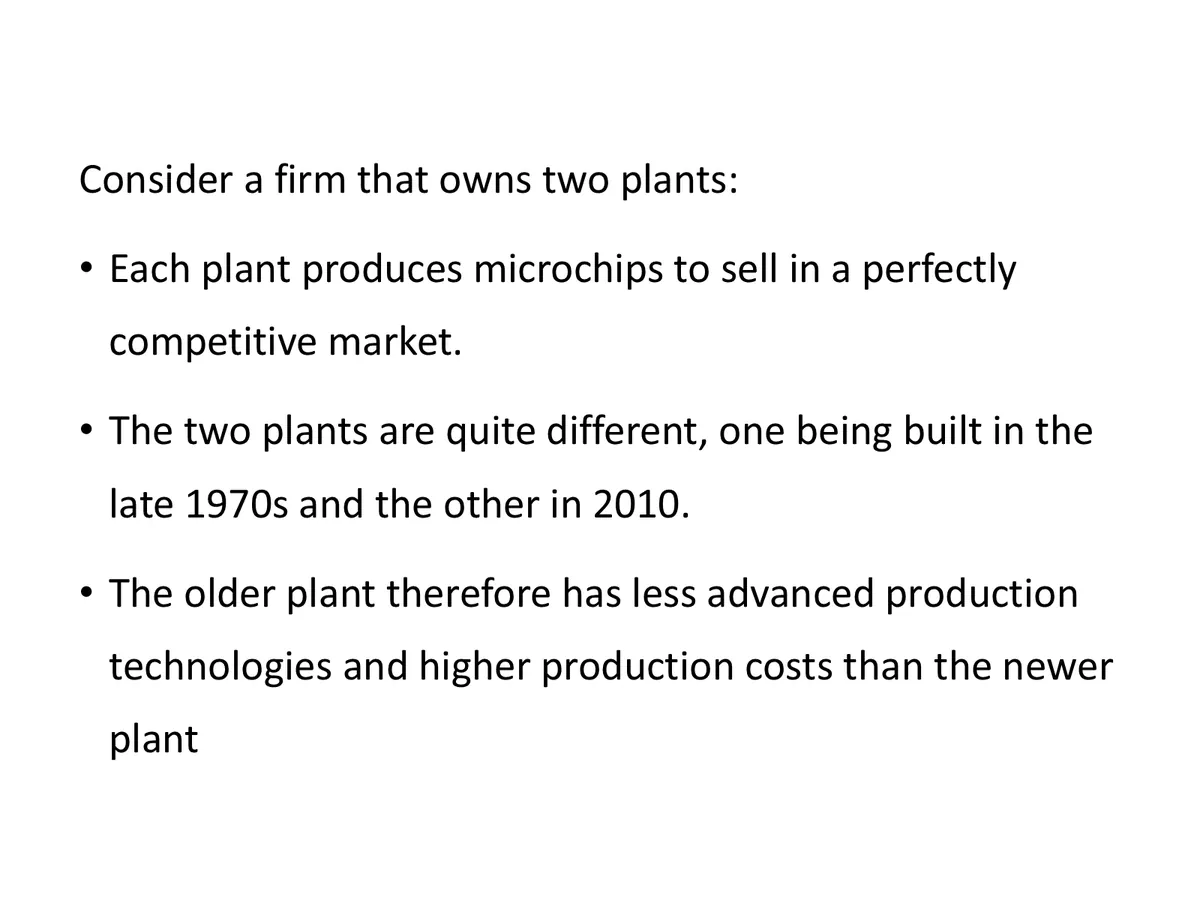 Consider a firm that owns two plants:
• Each plant produces microchips to sell in a perfectly
competitive market.
• The two plants are quite different, one being built in the
late 1970s and the other in 2010.
• The older plant therefore has less advanced production
technologies and higher production costs than the newer
plant